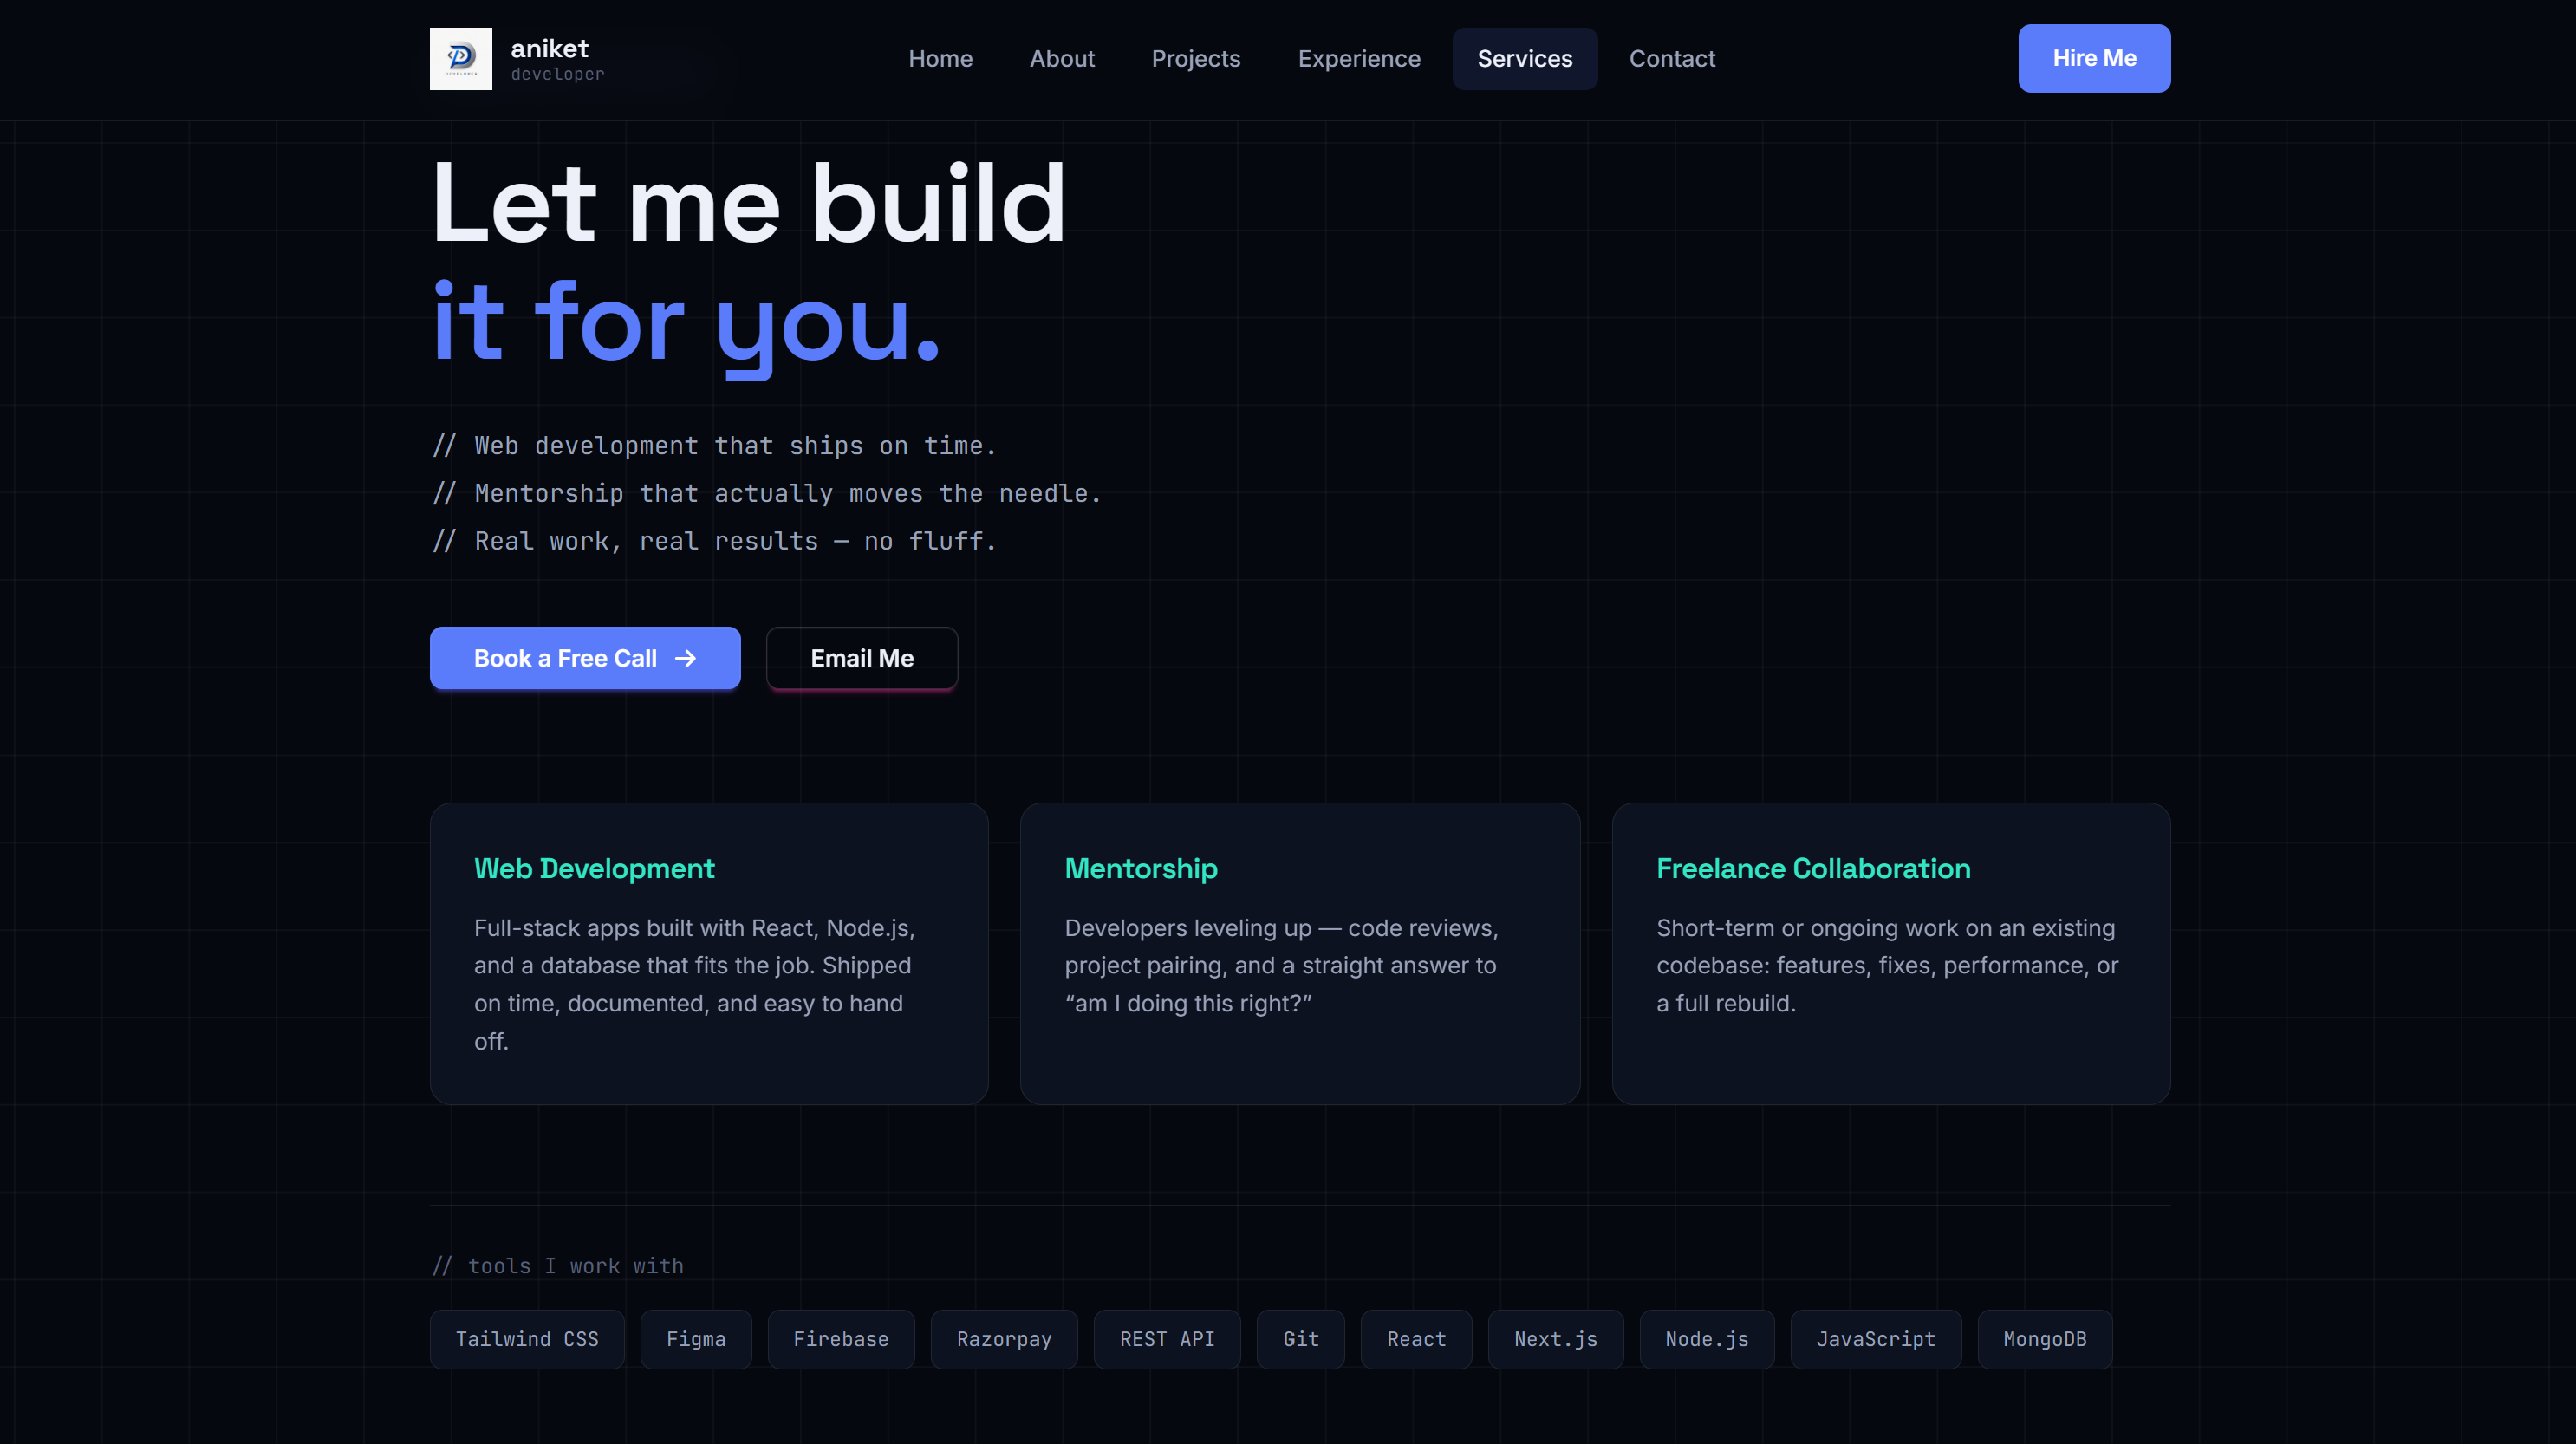 DEVELOPER
aniket
developer
Home
About
Projects
Experience
Services
Contact
Hire Me
Let me build
it for you.
// Web development that ships on time.
// Mentorship that actually moves the needle.
// Real work, real results — no fluff.
Book a Free Call →
Email Me
Web Development
Full-stack apps built with React, Node.js,
and a database that fits the job. Shipped
on time, documented, and easy to hand
off.
Mentorship
Developers leveling up — code reviews,
project pairing, and a straight answer to
“am I doing this right?”
Freelance Collaboration
Short-term or ongoing work on an existing
codebase: features, fixes, performance, or
a full rebuild.
// tools I work with
Tailwind CSS
Figma
Firebase
Razorpay
REST API
Git
React
Next.js
Node.js
JavaScript
MongoDB